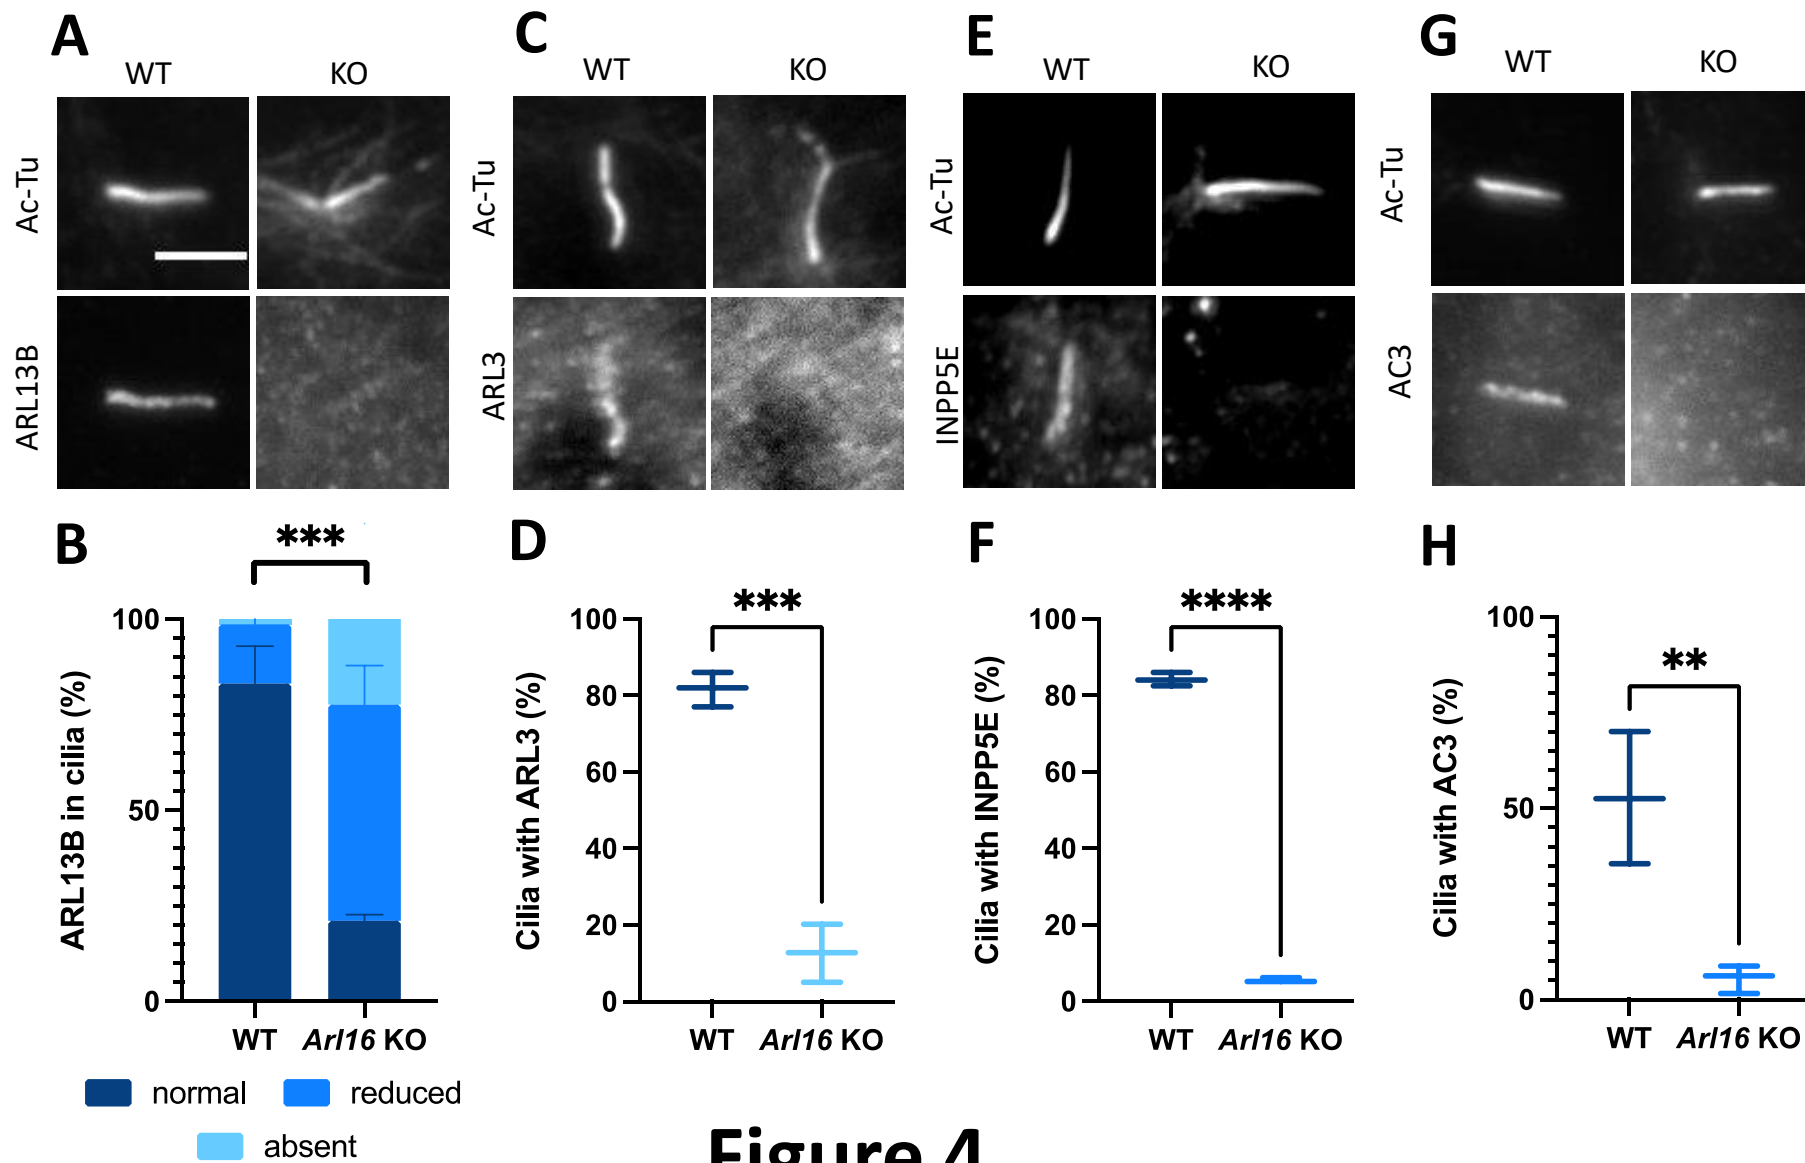 A
WT KO
Ac-Tu
ARL13B
C
WT KO
Ac-Tu
ARL3
E
WT KO
Ac-Tu
INPP5E
G
WT KO
Ac-Tu
AC3
B
***
ARL13B in cilia (%)
100
50
0
WT Arl16 KO
normal reduced
absent
D
***
Cilia with ARL3 (%)
100
80
60
40
20
0
WT Arl16 KO
F
****
Cilia with INPP5E (%)
100
80
60
40
20
0
WT Arl16 KO
H
**
Cilia with AC3 (%)
100
50
0
WT Arl16 KO
Figure 4